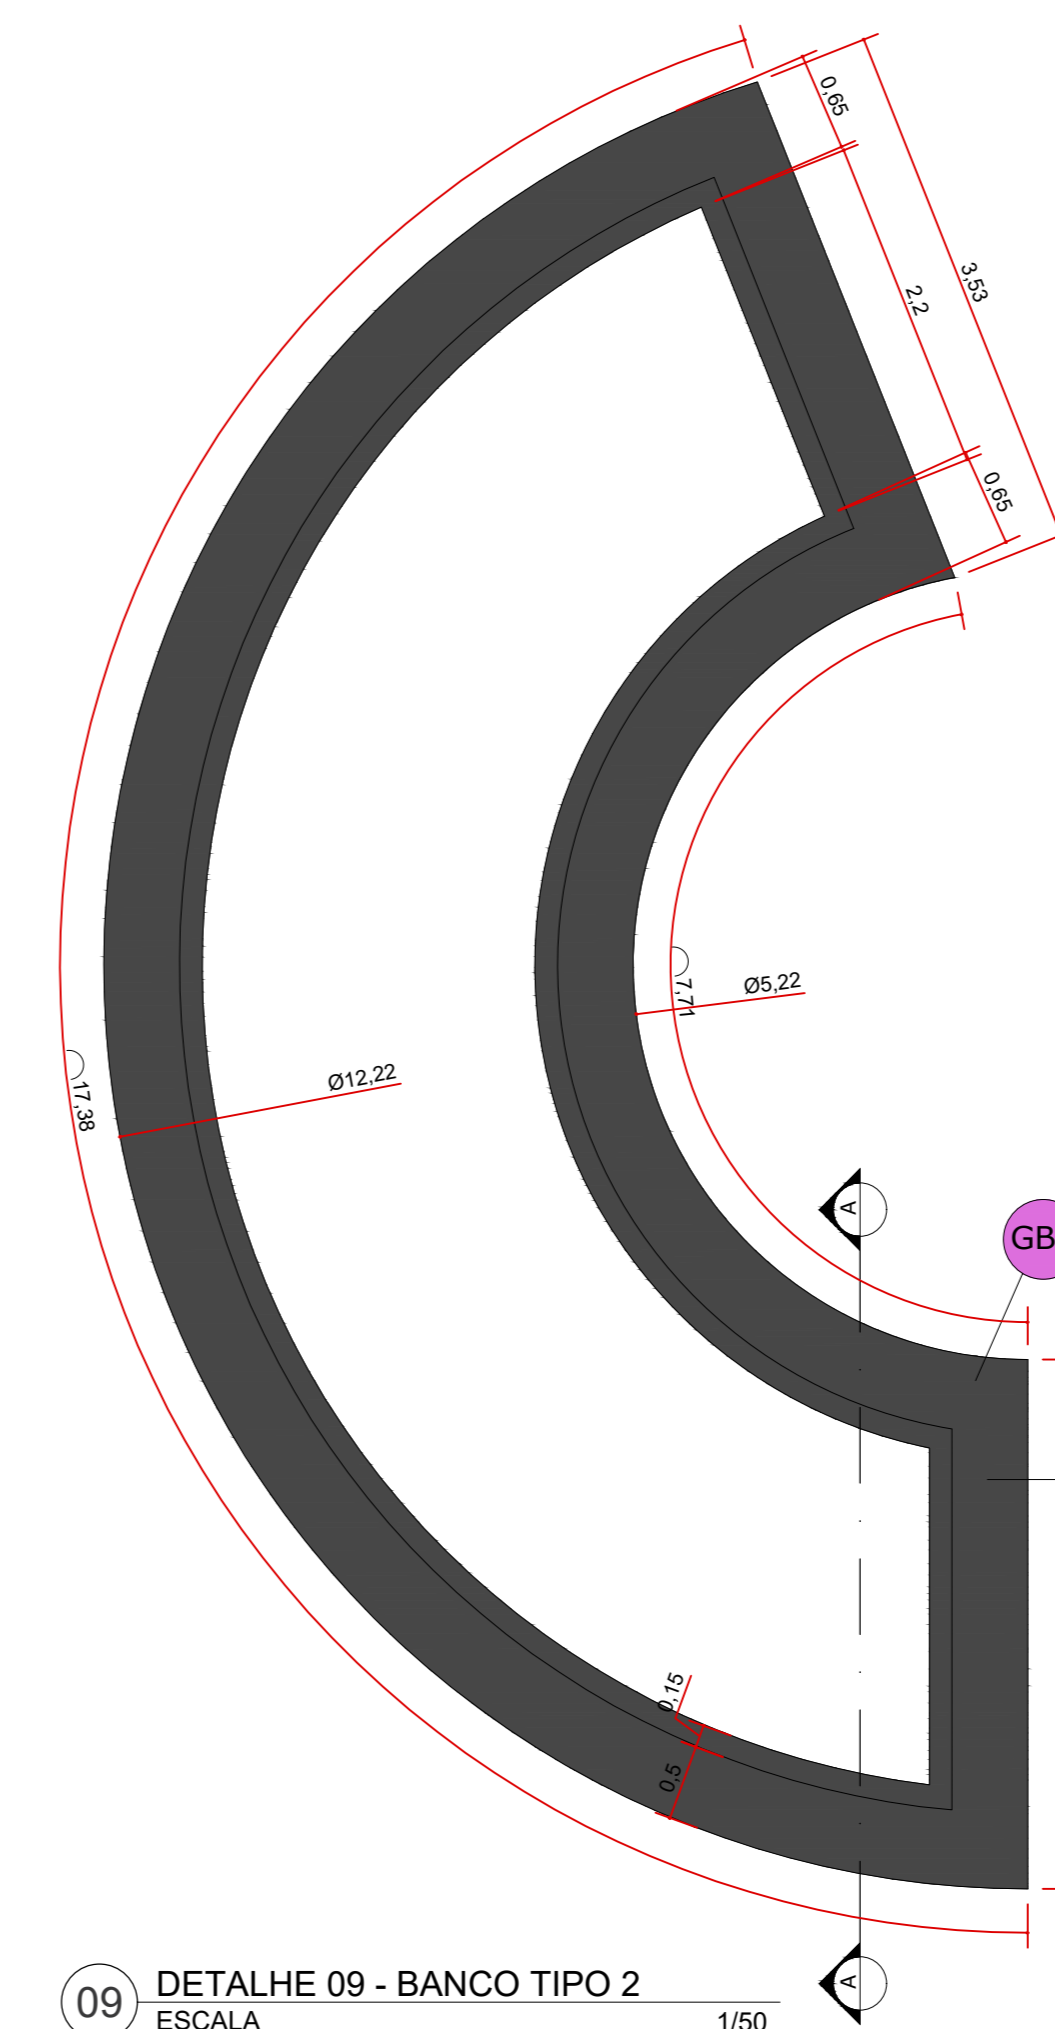 0,65
3,53
2,2
0,65
7,71
Ø5,22
Ø12,22
17,38
A
GB
0,15
0,5
A
09
DETALHE 09 - BANCO TIPO 2
ESCALA 1/50